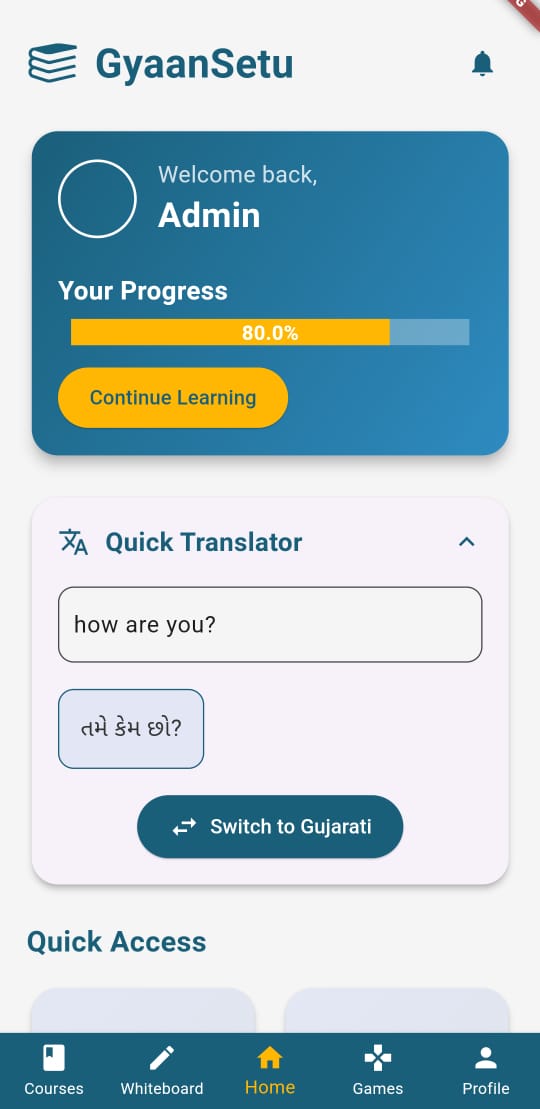 GyaanSetu
Welcome back,
Admin
Your Progress
80.0%
Continue Learning
Quick Translator
how are you?
તમે કેમ છો?
Switch to Gujarati
Quick Access
Courses
Whiteboard
Home
Games
Profile